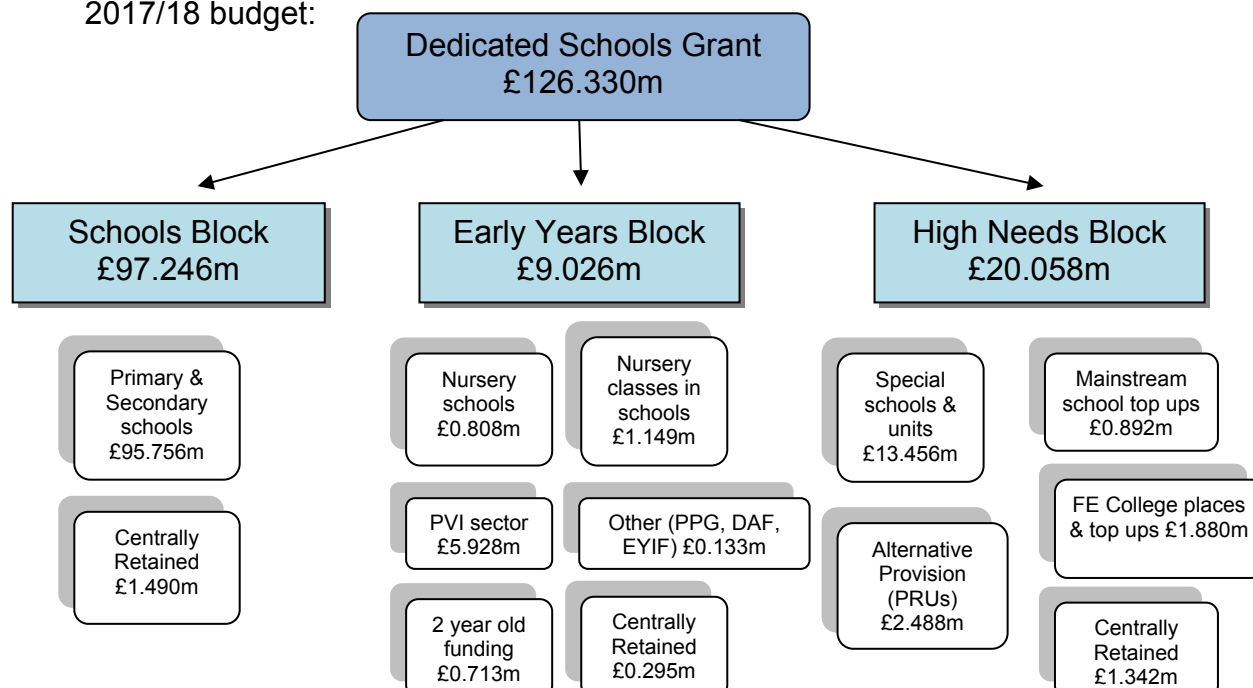 2017/18 budget:
Dedicated Schools Grant
£126.330m
Schools Block
£97.246m
Early Years Block
£9.026m
High Needs Block
£20.058m
Primary &
Secondary
schools
£95.756m
Centrally
Retained
£1.490m
Nursery
schools
£0.808m
Nursery
classes in
schools
£1.149m
PVI sector
£5.928m
Other (PPG, DAF,
EYIF) £0.133m
2 year old
funding
£0.713m
Centrally
Retained
£0.295m
Special
schools &
units
£13.456m
Mainstream
school top ups
£0.892m
FE College places
& top ups £1.880m
Alternative
Provision
(PRUs)
£2.488m
Centrally
Retained
£1.342m